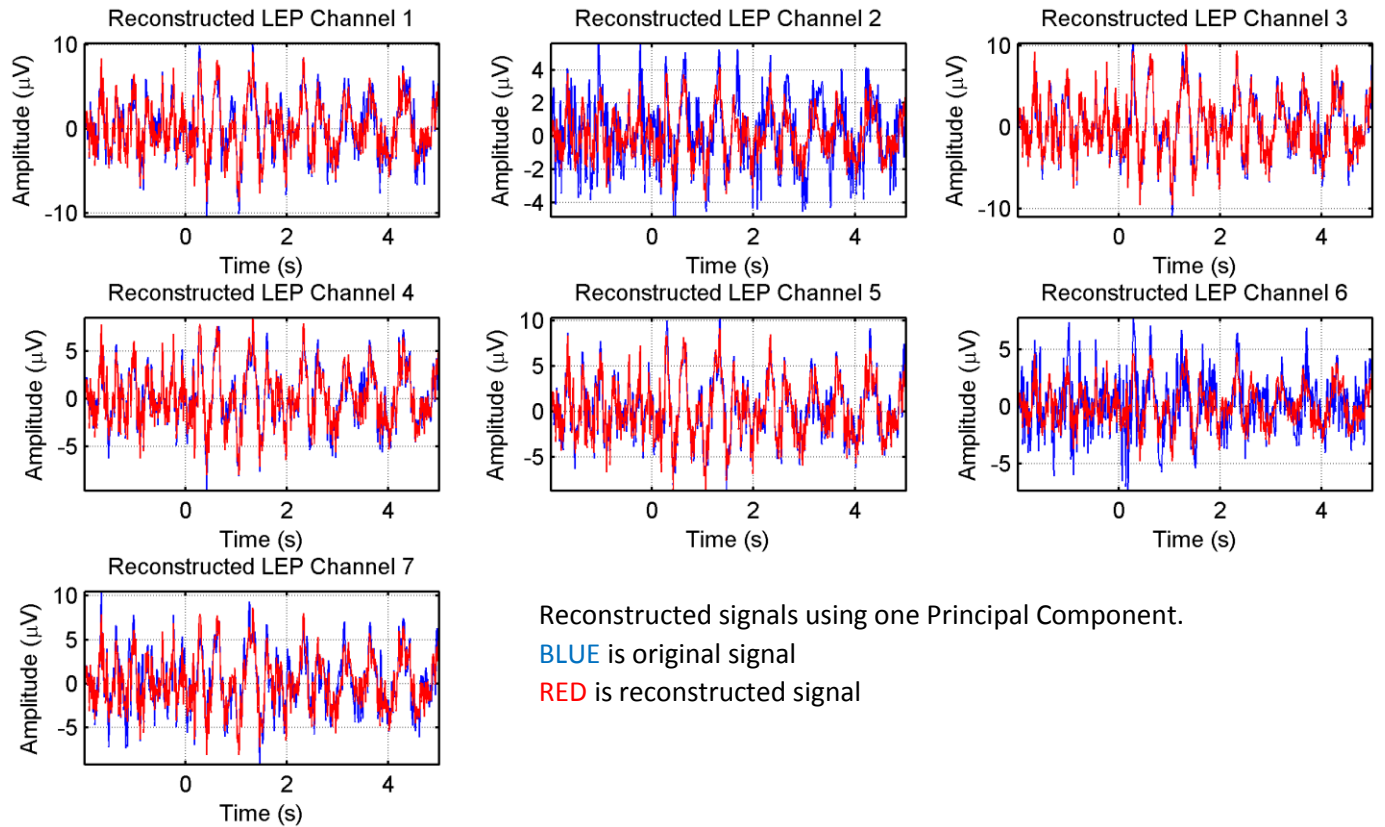 Reconstructed LEP Channel 1
Amplitude (μV)
10
0
-10
0 2 4
Time (s)
Reconstructed LEP Channel 2
Amplitude (μV)
4
2
0
-2
-4
0 2 4
Time (s)
Reconstructed LEP Channel 3
Amplitude (μV)
10
0
-10
0 2 4
Time (s)
Reconstructed LEP Channel 4
Amplitude (μV)
5
0
-5
0 2 4
Time (s)
Reconstructed LEP Channel 5
Amplitude (μV)
10
5
0
-5
0 2 4
Time (s)
Reconstructed LEP Channel 6
Amplitude (μV)
5
0
-5
0 2 4
Time (s)
Reconstructed LEP Channel 7
Amplitude (μV)
10
5
0
-5
0 2 4
Time (s)
Reconstructed signals using one Principal Component.
BLUE is original signal
RED is reconstructed signal